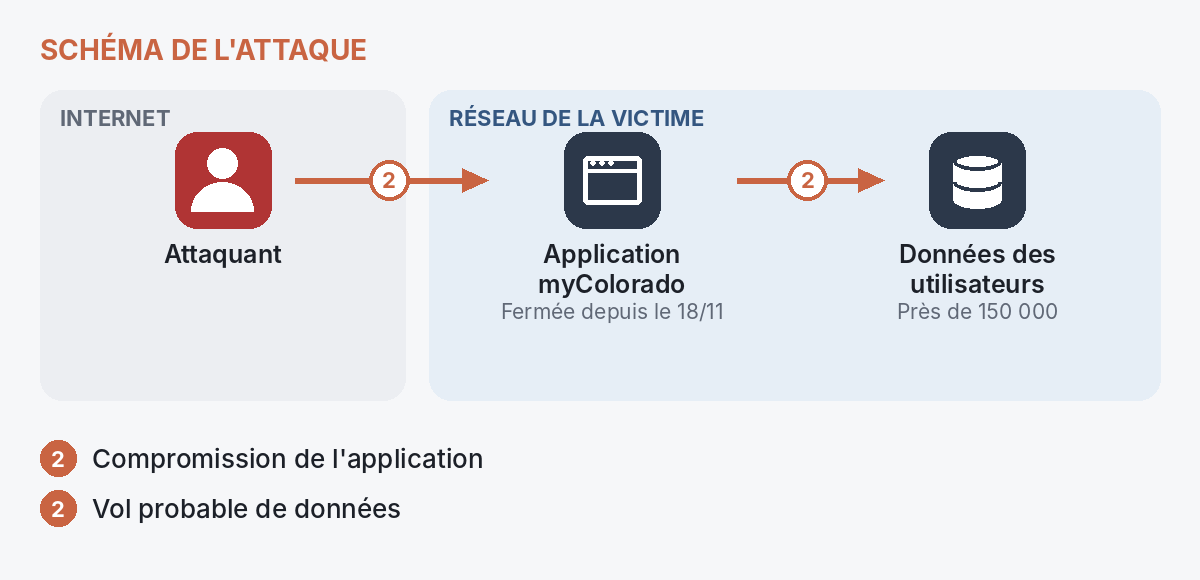 SCHÉMA DE L'ATTAQUE
INTERNET
RÉSEAU DE LA VICTIME
2
2
Attaquant
Application
myColorado
Fermée depuis le 18/11
Données des
utilisateurs
Près de 150 000
2 Compromission de l'application
2 Vol probable de données